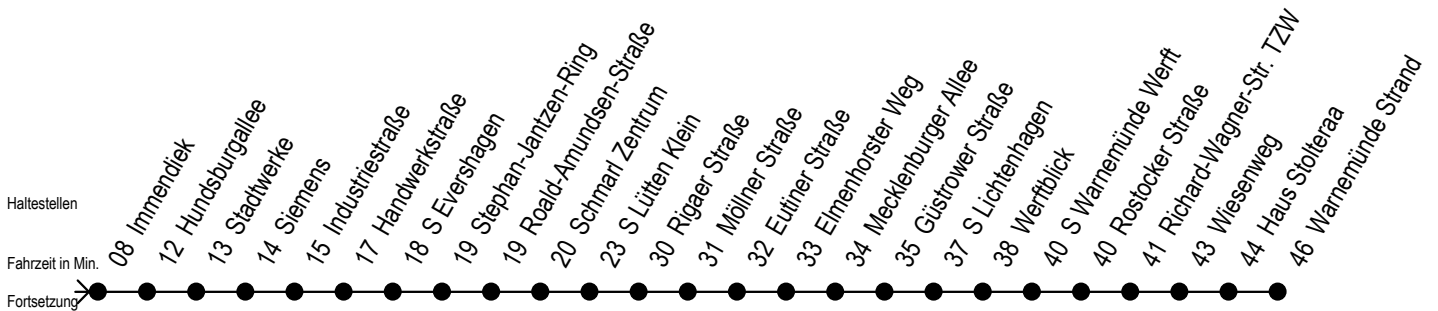 08 Immendiek
12 Hundsburgallee
13 Stadtwerke
14 Siemens
15 Industriestraße
17 Handwerkstraße
18 S Evershagen
19 Stephan-Jantzen-Ring
19 Roald-Amundsen-Straße
20 Schmarl Zentrum
23 S Lütten Klein
30 Rigaer Straße
31 Möllner Straße
32 Eutiner Straße
33 Elmenhorster Weg
34 Mecklenburger Allee
35 Güstrower Straße
37 S Lichtenhagen
38 Werftblick
40 S Warnemünde Werft
40 Rostocker Straße
41 Richard-Wagner-Str. TZW
43 Wiesenweg
44 Haus Stolteraa
46 Warnemünde Strand
Haltestellen
Fahrzeit in Min.
Fortsetzung